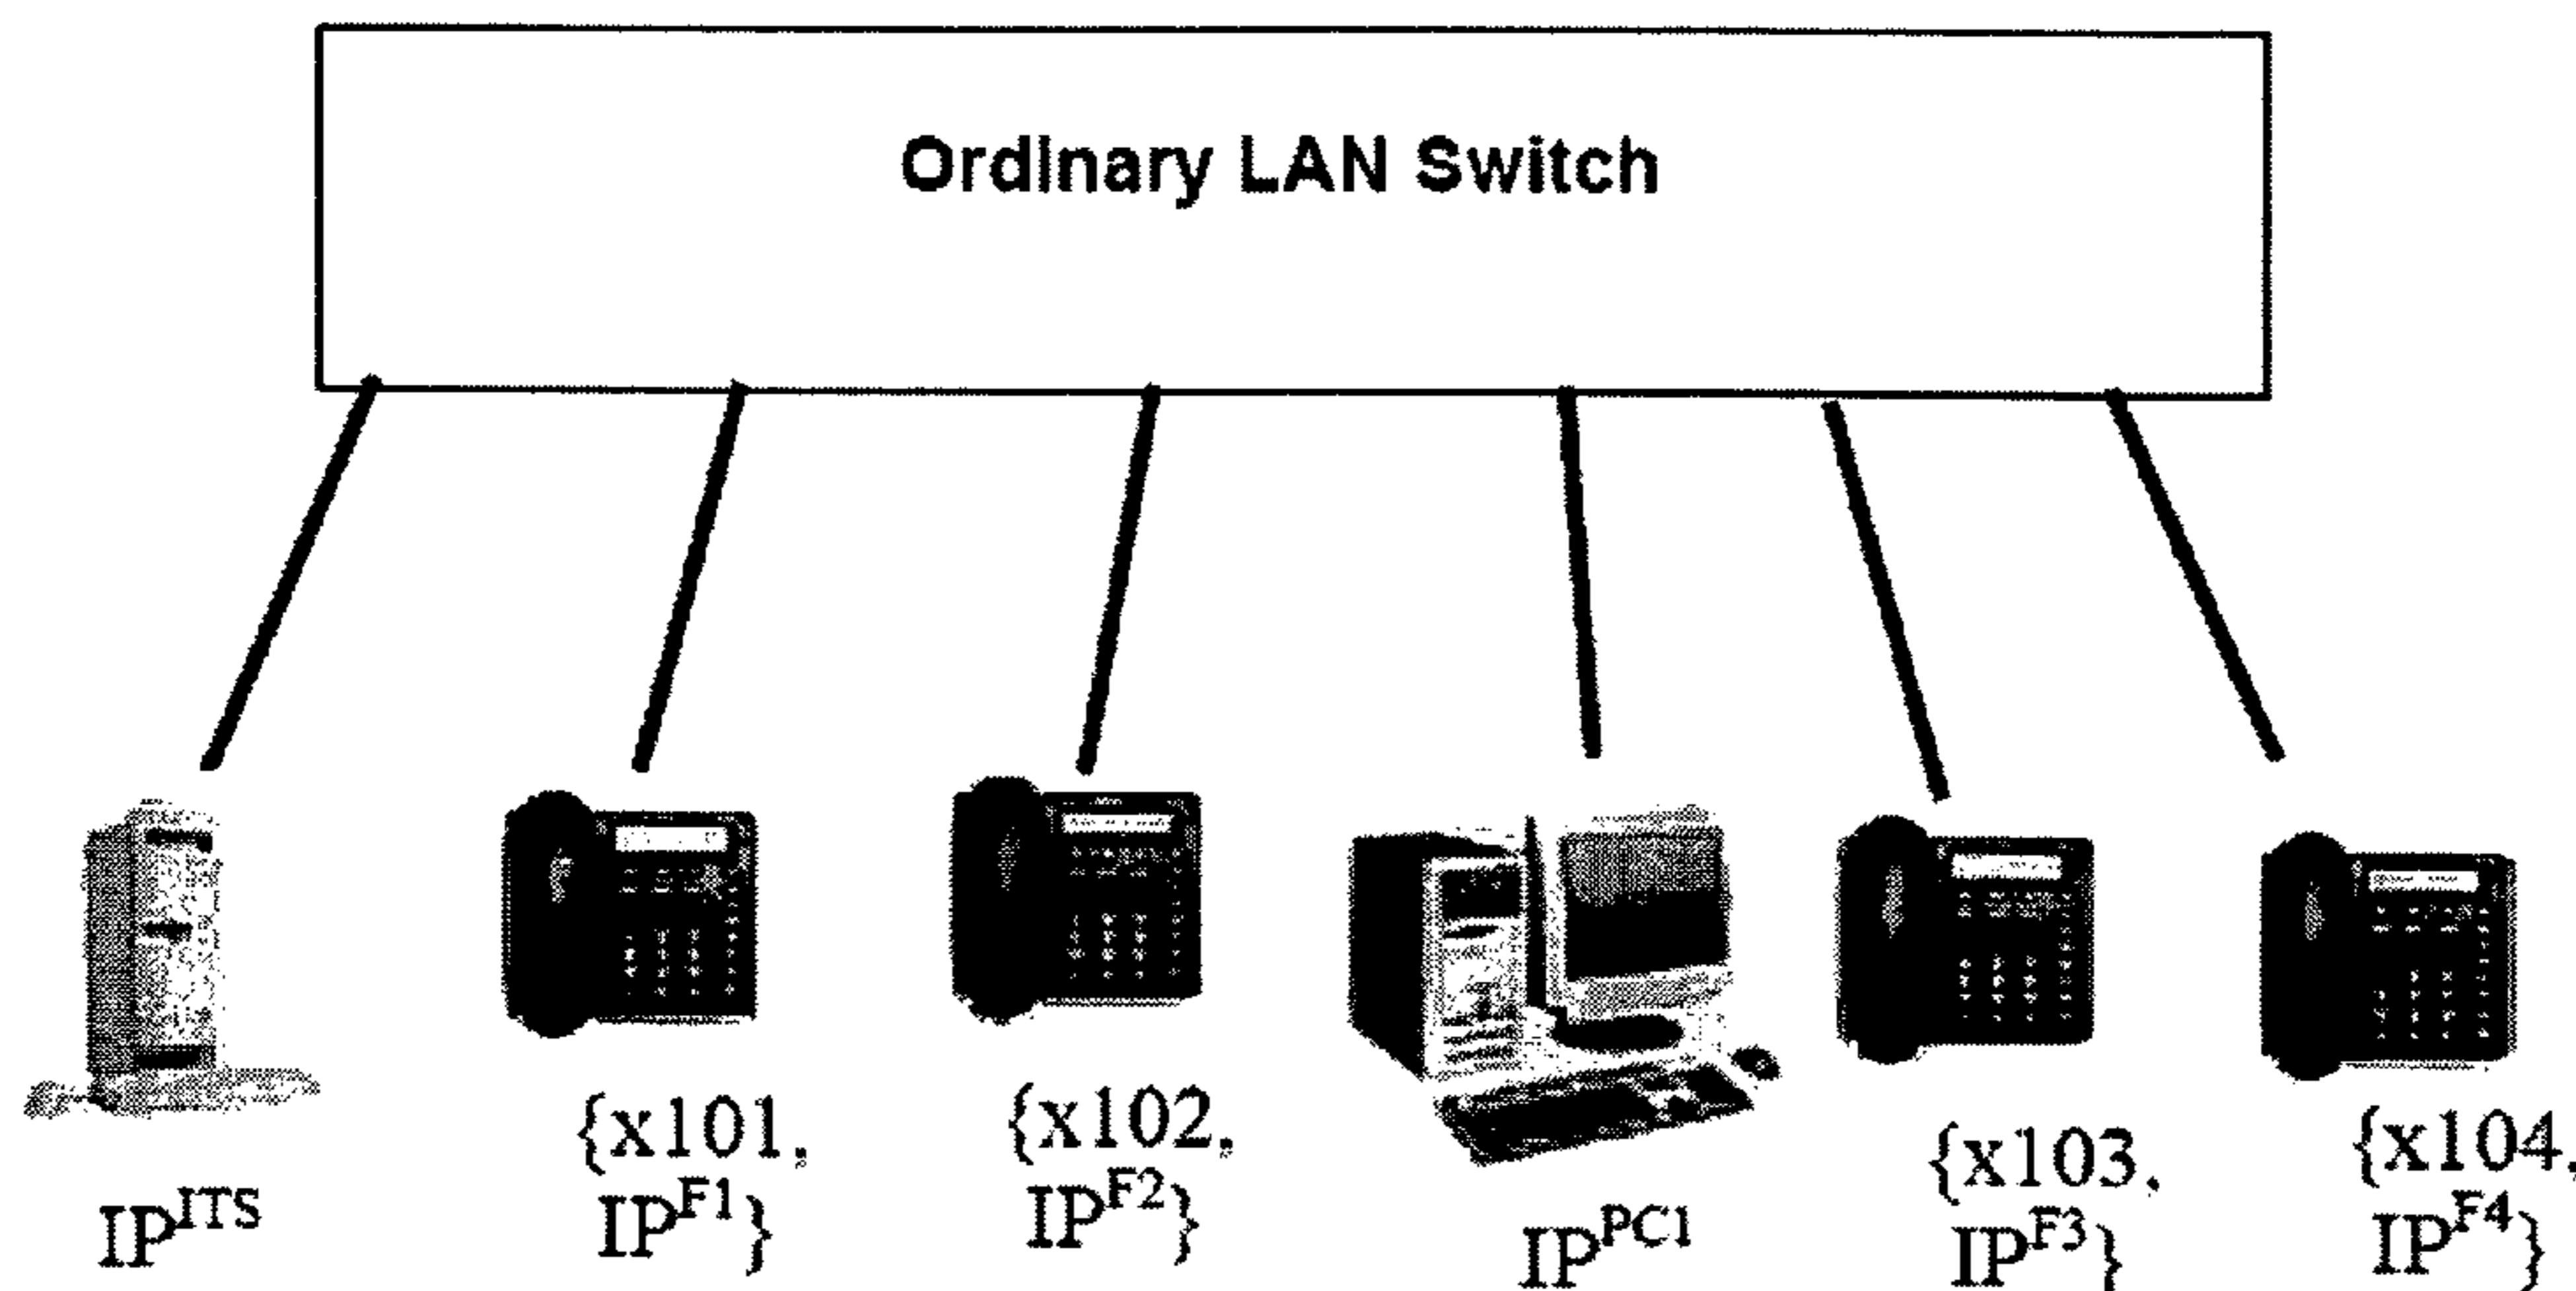 Ordinary LAN Switch
IP^ITS
{x101,
IP^F1}
{x102,
IP^F2}
IP^PC1
{x103,
IP^F3}
{x104,
IP^F4}